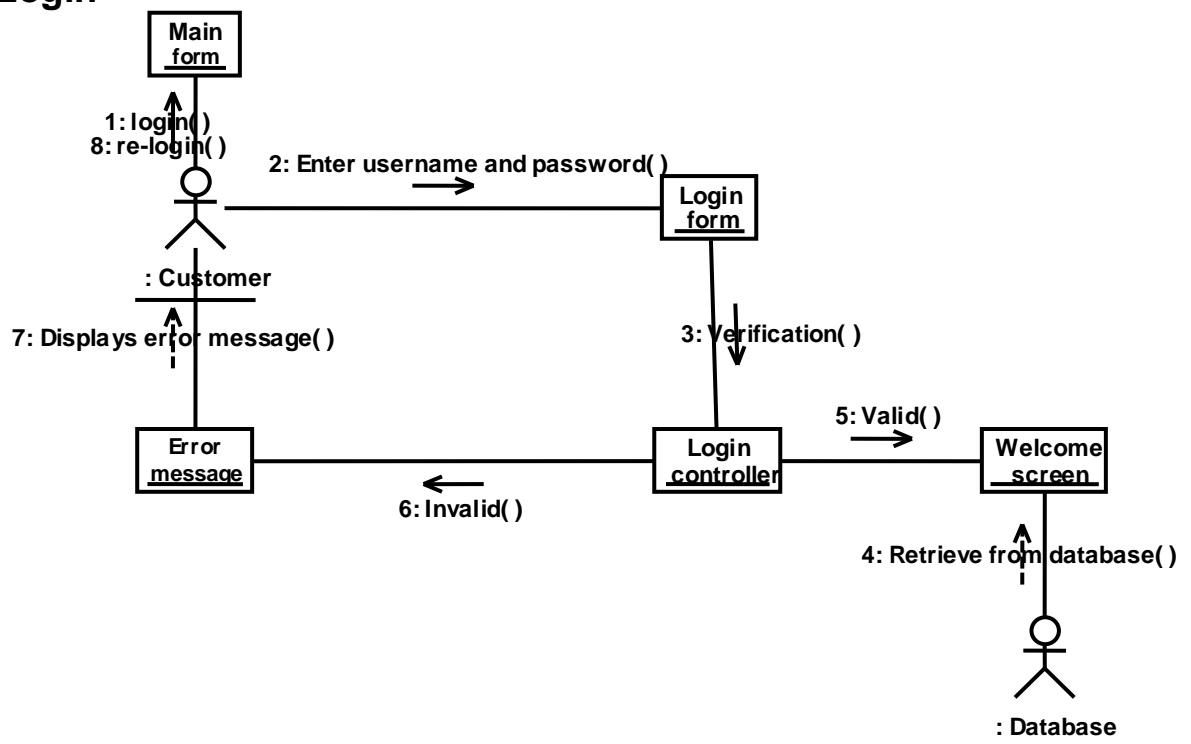 Login
Main
form
1: login( )
8: re-login( )
2: Enter username and password( )
Login
form
: Customer
7: Displays error message( )
3: Verification( )
5: Valid( )
Error
message
Login
controller
Welcome
screen
6: Invalid( )
4: Retrieve from database( )
: Database